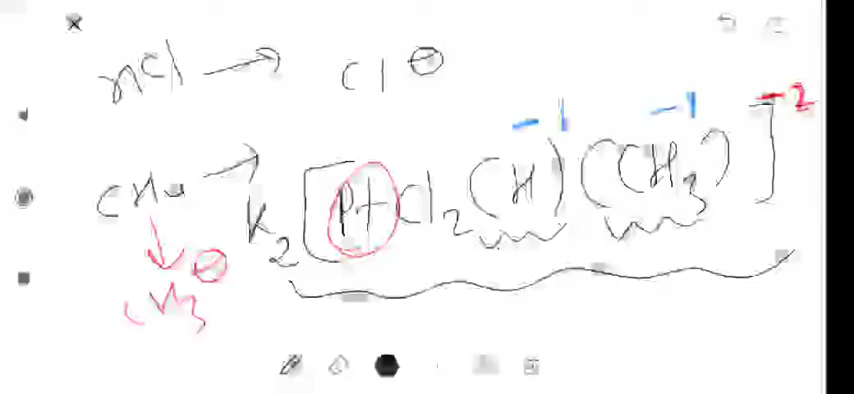 HCl → Cl⊖
-1 -1 -2
CH₄ → K₂[PtCl₂(H)(CH₃)]
⊖
CH₃